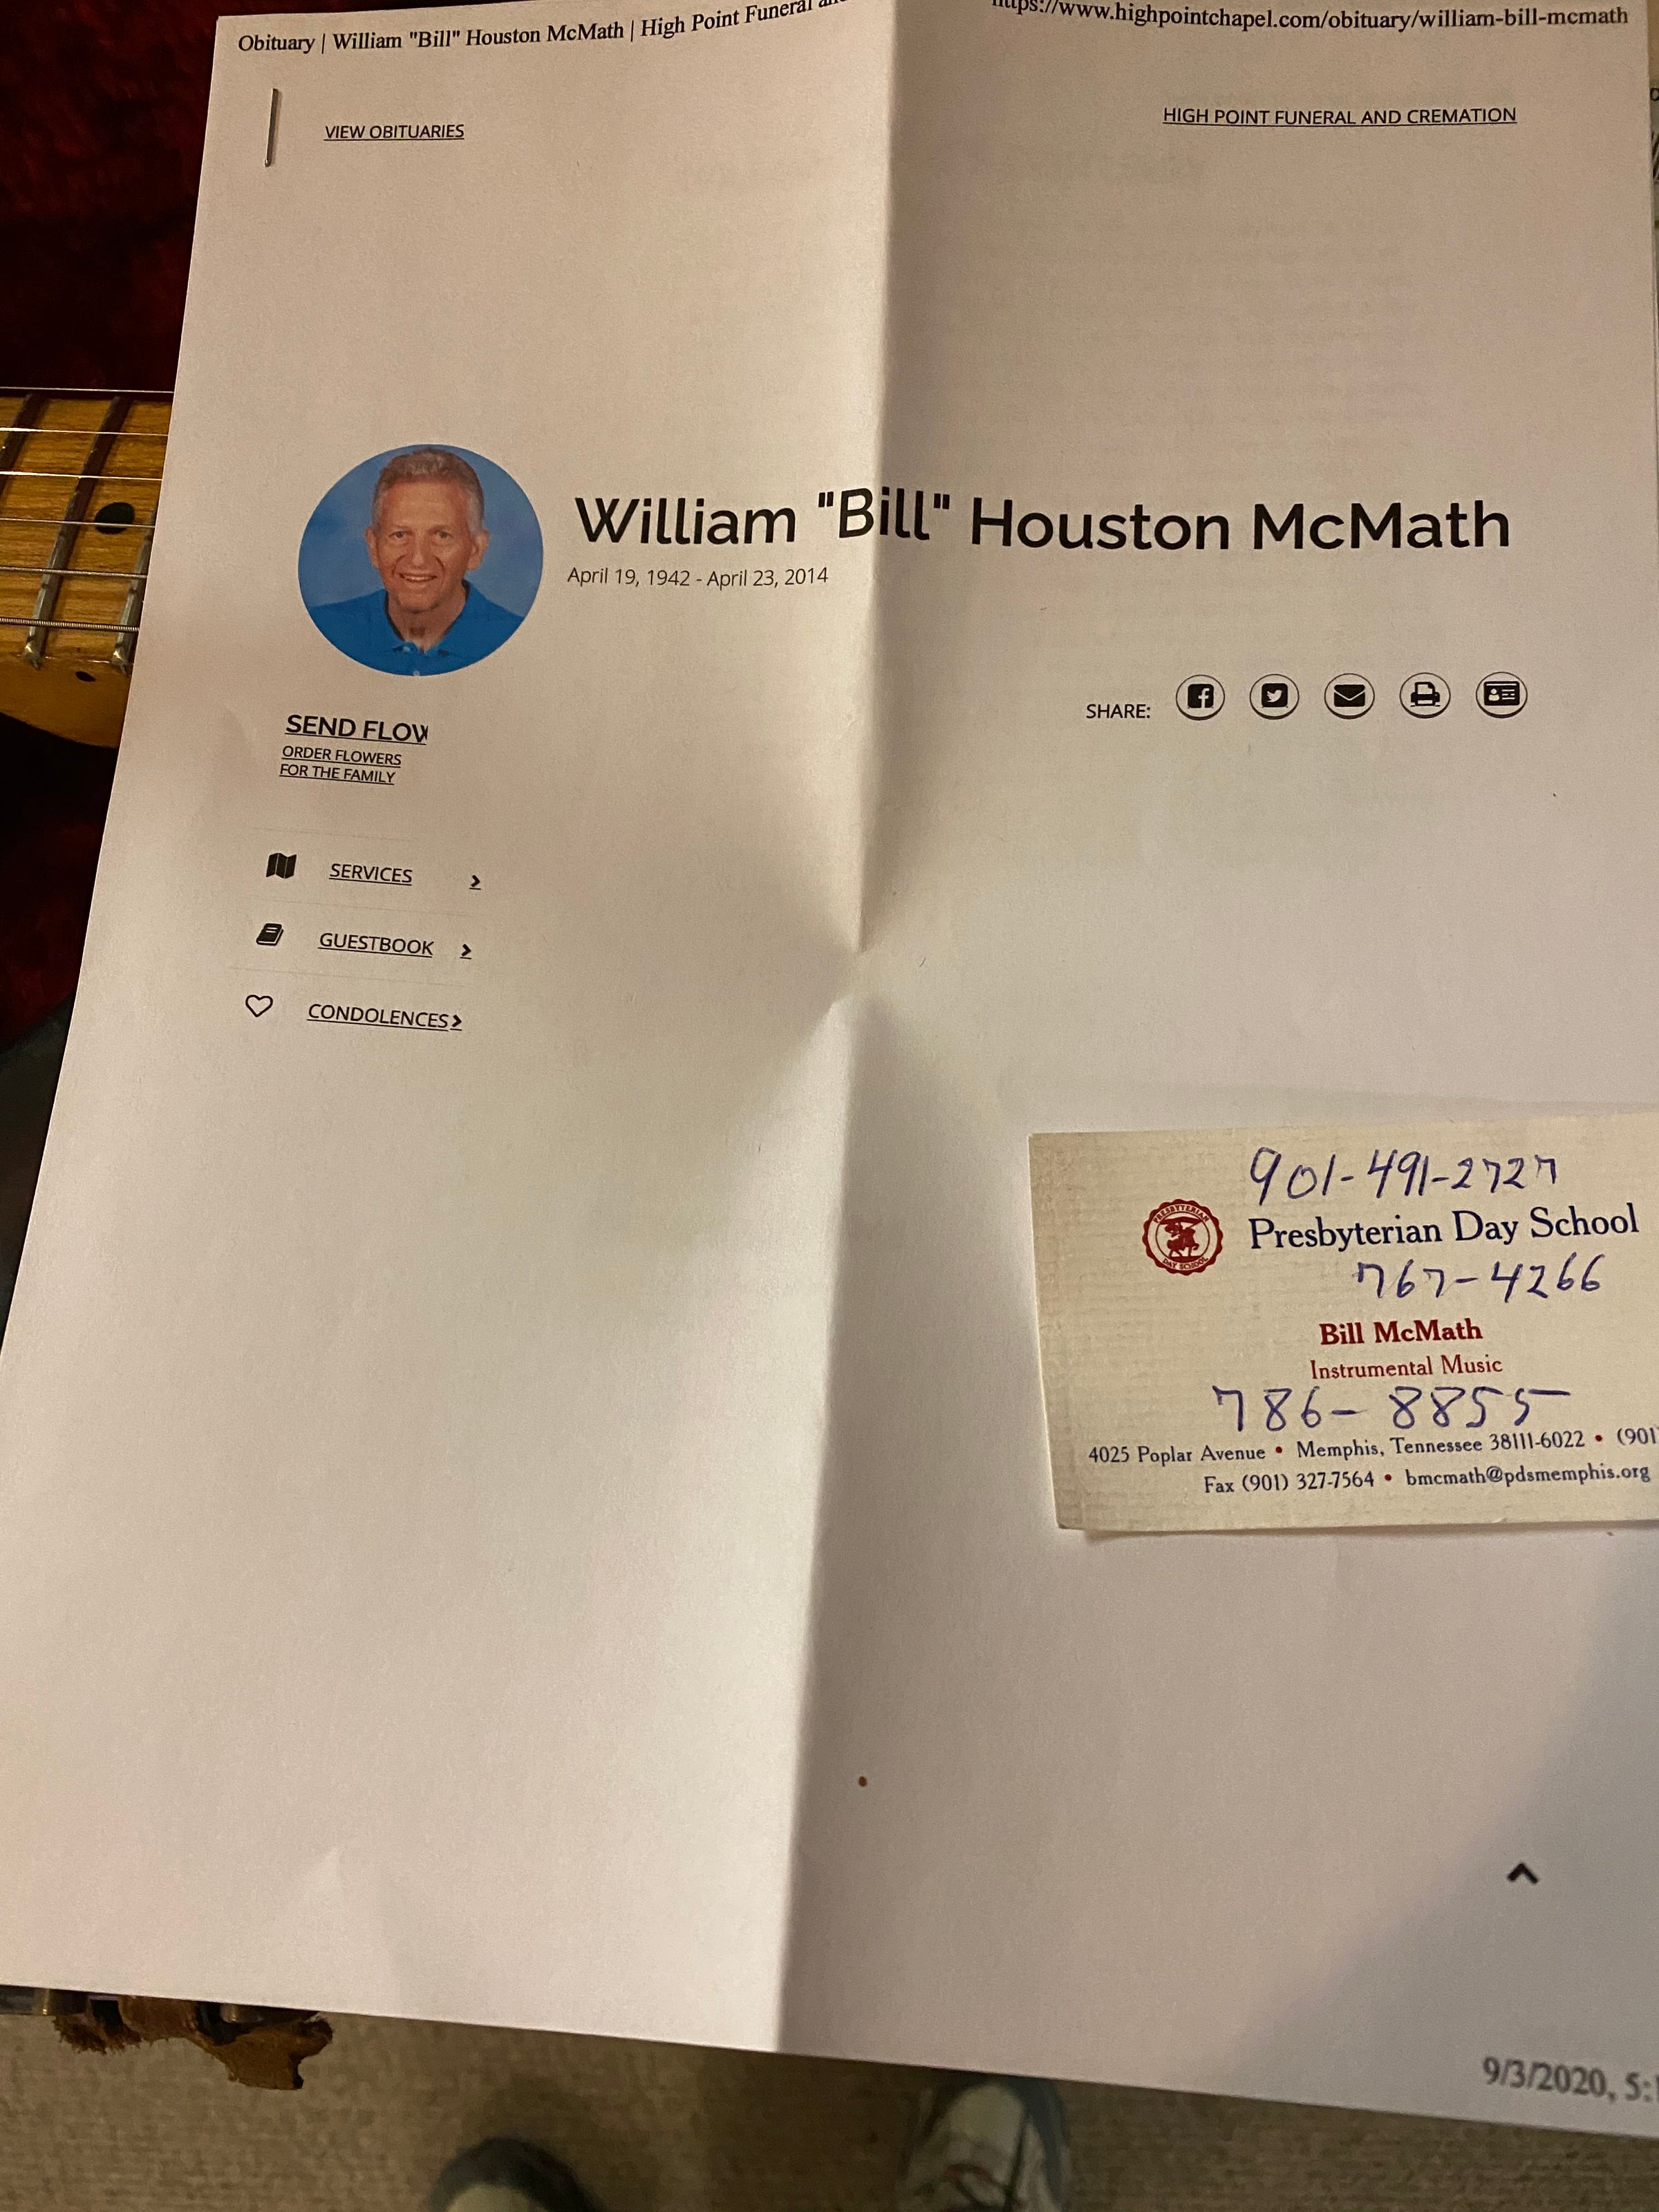 Obituary | William "Bill" Houston McMath | High Point Funeral
https://www.highpointchapel.com/obituary/william-bill-mcmath
VIEW OBITUARIES
HIGH POINT FUNERAL AND CREMATION
William "Bill" Houston McMath
April 19, 1942 - April 23, 2014
SHARE:
SEND FLOW
ORDER FLOWERS
FOR THE FAMILY
SERVICES
GUESTBOOK
CONDOLENCES
901-491-2727
PRESBYTERIAN DAY SCHOOL
Presbyterian Day School
767-4266
Bill McMath
Instrumental Music
786-8855
4025 Poplar Avenue • Memphis, Tennessee 38111-6022 • (901
Fax (901) 327-7564 • bmcmath@pdsmemphis.org
9/3/2020, 5: